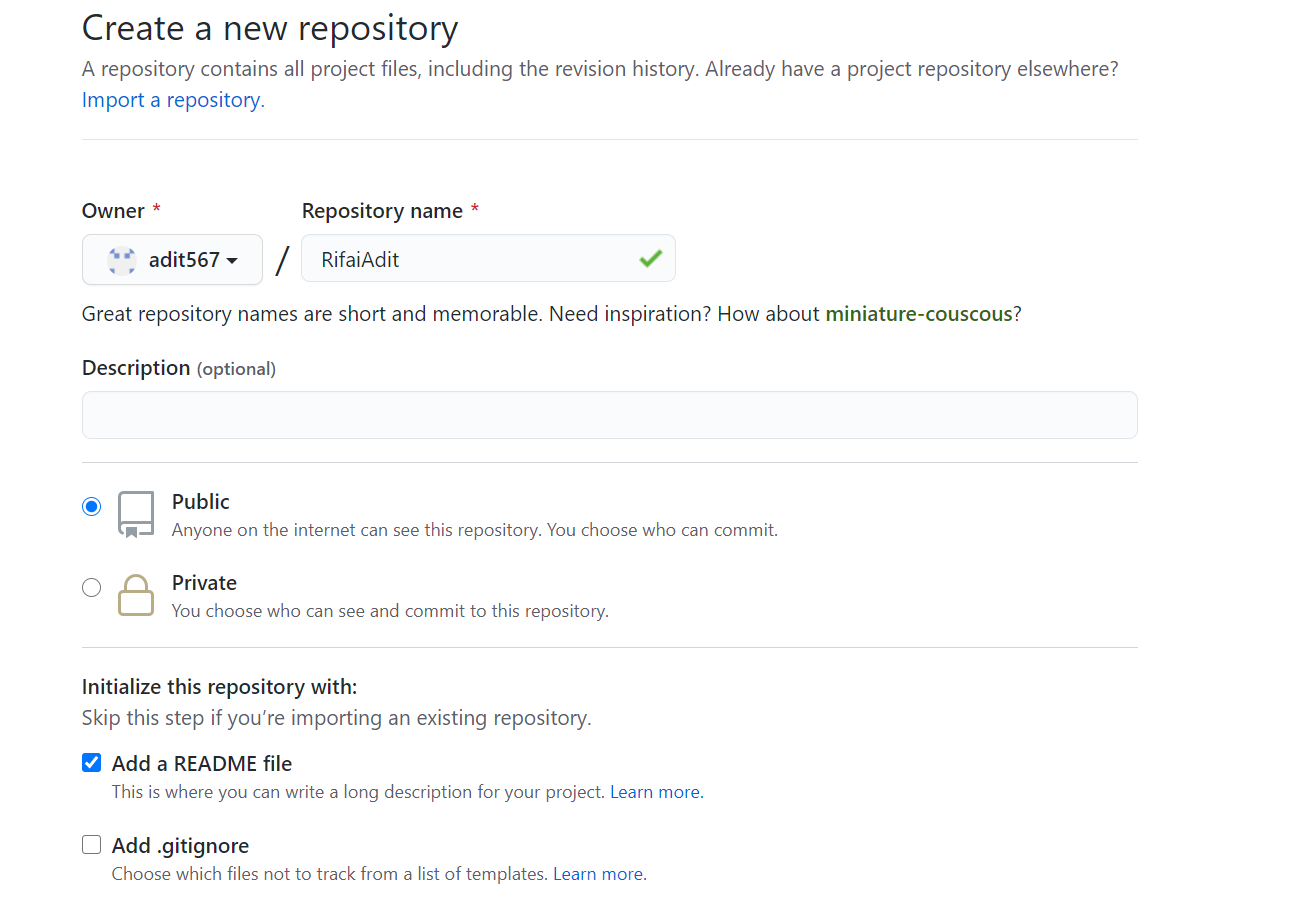 Create a new repository
A repository contains all project files, including the revision history. Already have a project repository elsewhere?
Import a repository.
Owner * Repository name *
adit567 / RifaiAdit
Great repository names are short and memorable. Need inspiration? How about miniature-couscous?
Description (optional)
Public
Anyone on the internet can see this repository. You choose who can commit.
Private
You choose who can see and commit to this repository.
Initialize this repository with:
Skip this step if you’re importing an existing repository.
Add a README file
This is where you can write a long description for your project. Learn more.
Add .gitignore
Choose which files not to track from a list of templates. Learn more.